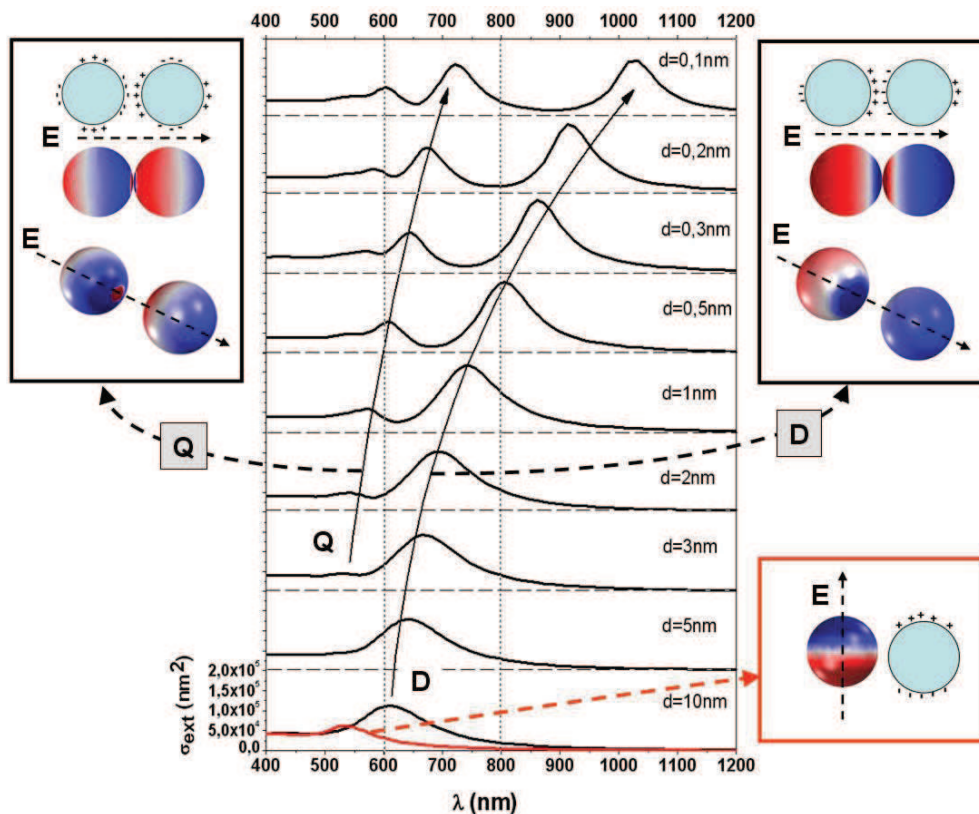 400 500 600 700 800 900 1000 1100 1200
d=0,1nm
d=0,2nm
d=0,3nm
d=0,5nm
d=1nm
d=2nm
d=3nm
d=5nm
d=10nm
E
E
Q
E
E
D
Q
D
E
2,0x10⁵
1,5x10⁵
1,0x10⁵
5,0x10⁴
0,0
σext (nm²)
400 500 600 700 800 900 1000 1100 1200
λ (nm)